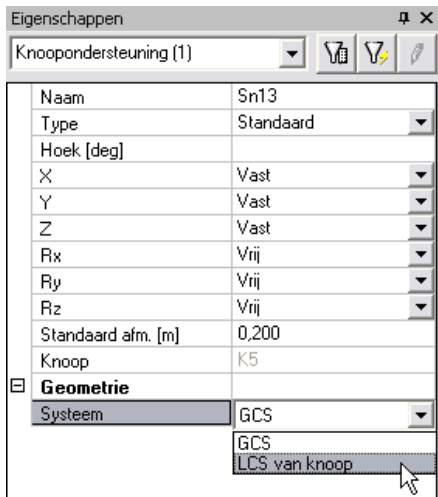 Eigenschappen
Knoopondersteuning (1)
Naam Sn13
Type Standaard
Hoek [deg]
X Vast
Y Vast
Z Vast
Rx Vrij
Ry Vrij
Rz Vrij
Standaard afm. [m] 0,200
Knoop K5
Geometrie
Systeem GCS
GCS
LCS van knoop